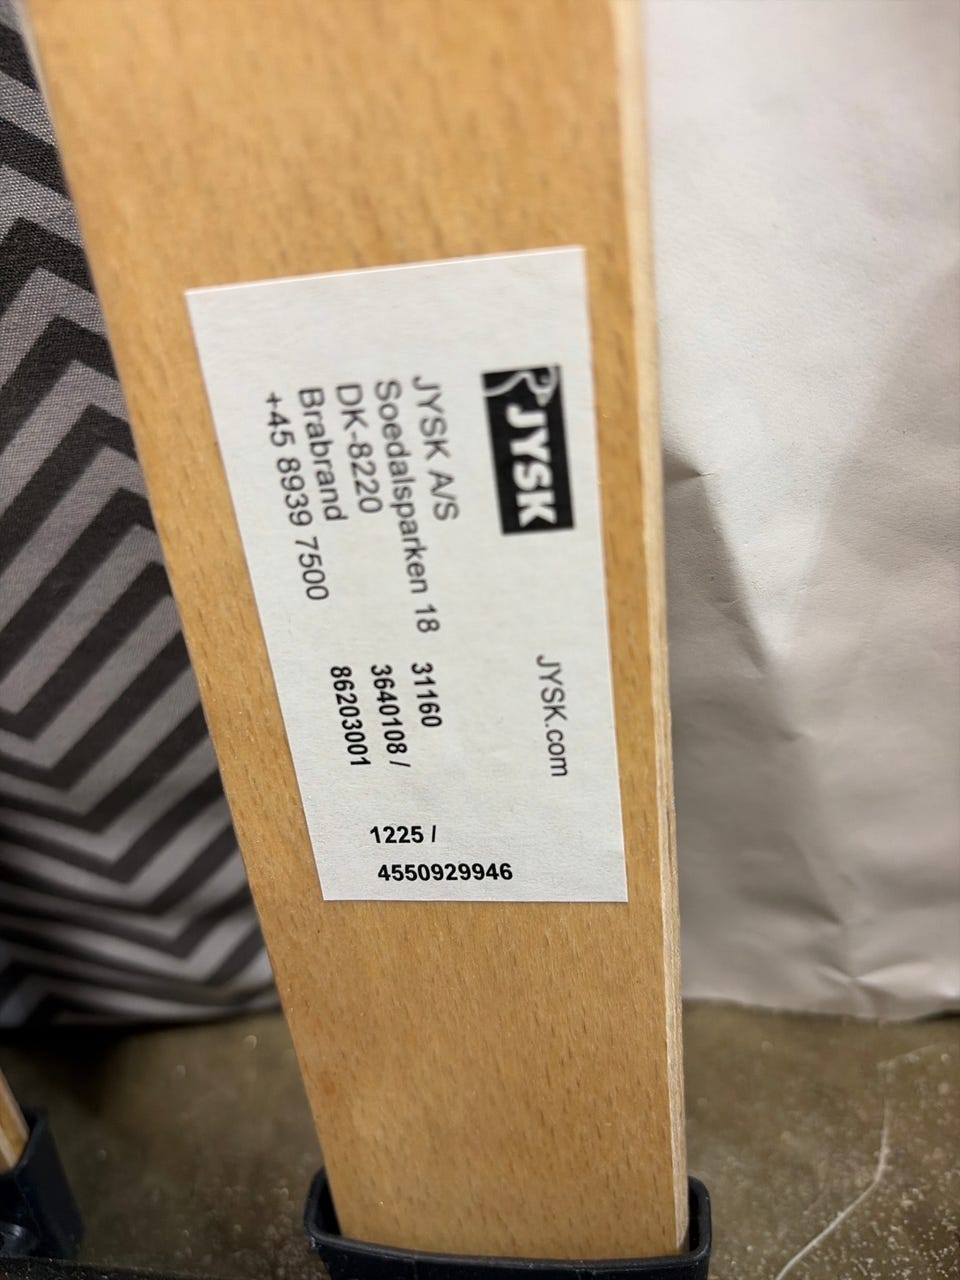 JYSK
JYSK.com
JYSK A/S
Soedalsparken 18
DK-8220
Brabrand
+45 8939 7500
31160
3640108 /
86203001
1225 /
4550929946